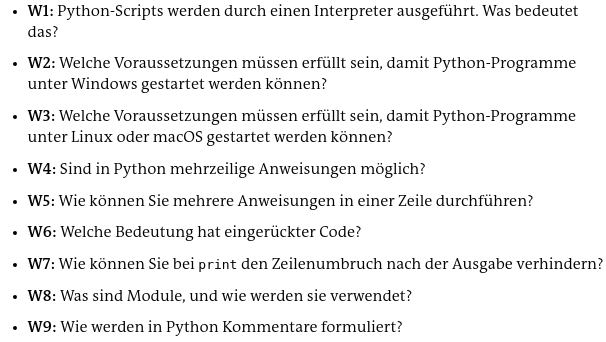 • W1: Python-Scripts werden durch einen Interpreter ausgeführt. Was bedeutet
das?
• W2: Welche Voraussetzungen müssen erfüllt sein, damit Python-Programme
unter Windows gestartet werden können?
• W3: Welche Voraussetzungen müssen erfüllt sein, damit Python-Programme
unter Linux oder macOS gestartet werden können?
• W4: Sind in Python mehrzeilige Anweisungen möglich?
• W5: Wie können Sie mehrere Anweisungen in einer Zeile durchführen?
• W6: Welche Bedeutung hat eingerückter Code?
• W7: Wie können Sie bei print den Zeilenumbruch nach der Ausgabe verhindern?
• W8: Was sind Module, und wie werden sie verwendet?
• W9: Wie werden in Python Kommentare formuliert?